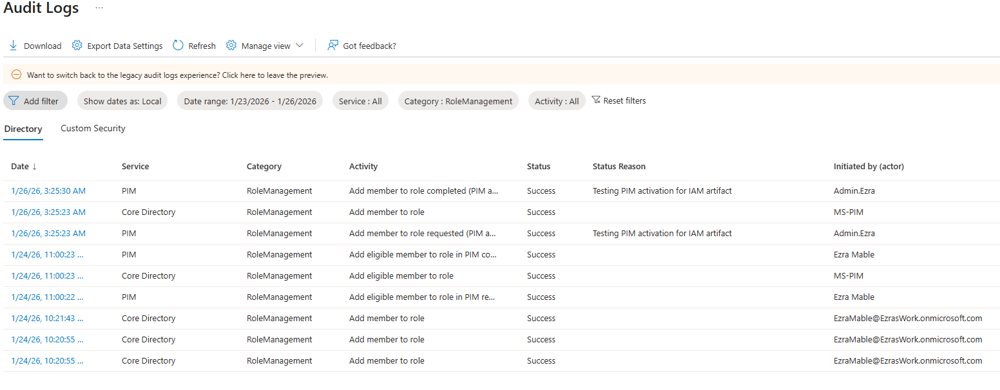 Audit Logs ...
Download Export Data Settings Refresh Manage view Got feedback?
Want to switch back to the legacy audit logs experience? Click here to leave the preview.
Add filter Show dates as: Local Date range: 1/23/2026 - 1/26/2026 Service : All Category : RoleManagement Activity : All Reset filters
Directory Custom Security
Date ↓ Service Category Activity Status Status Reason Initiated by (actor)
1/26/26, 3:25:30 AM PIM RoleManagement Add member to role completed (PIM a... Success Testing PIM activation for IAM artifact Admin.Ezra
1/26/26, 3:25:23 AM Core Directory RoleManagement Add member to role Success MS-PIM
1/26/26, 3:25:23 AM PIM RoleManagement Add member to role requested (PIM a... Success Testing PIM activation for IAM artifact Admin.Ezra
1/24/26, 11:00:23 ... PIM RoleManagement Add eligible member to role in PIM co... Success Ezra Mable
1/24/26, 11:00:23 ... Core Directory RoleManagement Add eligible member to role Success MS-PIM
1/24/26, 11:00:22 ... PIM RoleManagement Add eligible member to role in PIM re... Success Ezra Mable
1/24/26, 10:21:43 ... Core Directory RoleManagement Add member to role Success EzraMable@EzrasWork.onmicrosoft.com
1/24/26, 10:20:55 ... Core Directory RoleManagement Add member to role Success EzraMable@EzrasWork.onmicrosoft.com
1/24/26, 10:20:55 ... Core Directory RoleManagement Add member to role Success EzraMable@EzrasWork.onmicrosoft.com